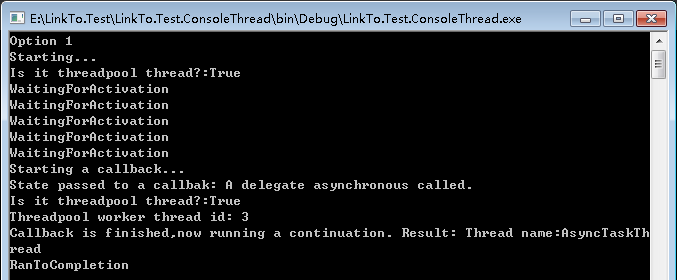 E:\LinkTo.Test\LinkTo.Test.ConsoleThread\bin\Debug\LinkTo.Test.ConsoleThread.exe
Option 1
Starting...
Is it threadpool thread?:True
WaitingForActivation
WaitingForActivation
WaitingForActivation
WaitingForActivation
WaitingForActivation
Starting a callback...
State passed to a callbak: A delegate asynchronous called.
Is it threadpool thread?:True
Threadpool worker thread id: 3
Callback is finished,now running a continuation. Result: Thread name:AsyncTaskTh
read
RanToCompletion